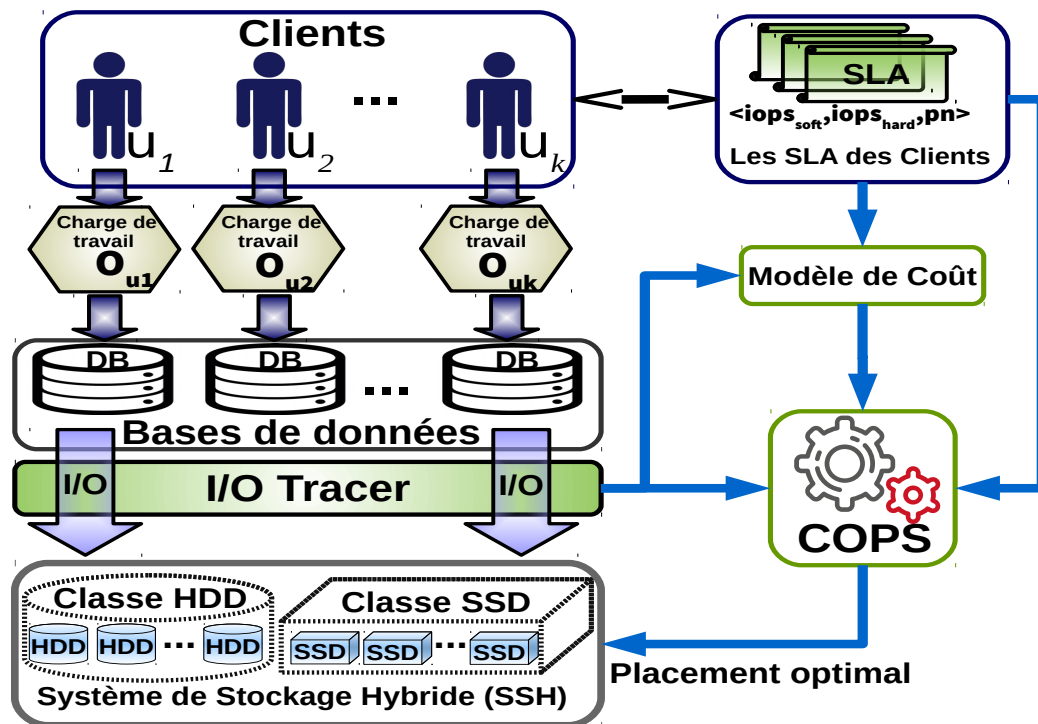 Clients
u1
u2
...
uk
SLA
<iopssoft,iopshard,pn>
Les SLA des Clients
Charge de
travail
Ou1
Charge de
travail
Ou2
Charge de
travail
Ouk
Modèle de Coût
DB
DB
...
DB
Bases de données
I/O
I/O Tracer
I/O
COPS
Classe HDD
HDD
HDD
...
HDD
Classe SSD
SSD
SSD
...
SSD
Système de Stockage Hybride (SSH)
Placement optimal